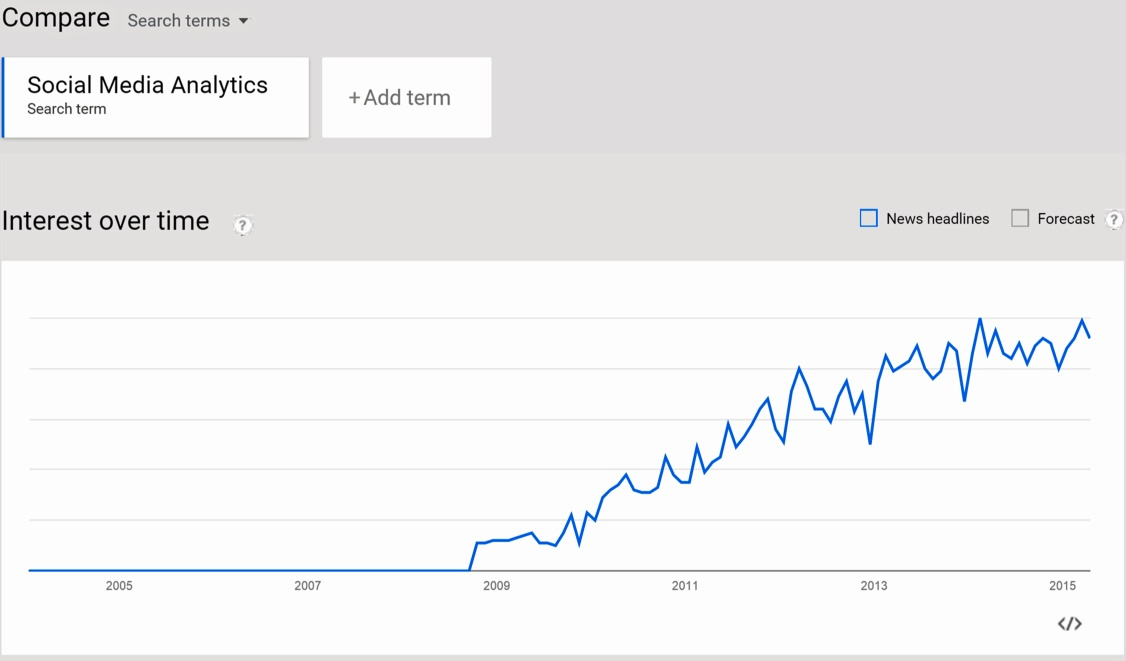 Compare Search terms
Social Media Analytics
Search term
+Add term
Interest over time ?
News headlines Forecast ?
2005 2007 2009 2011 2013 2015
</>